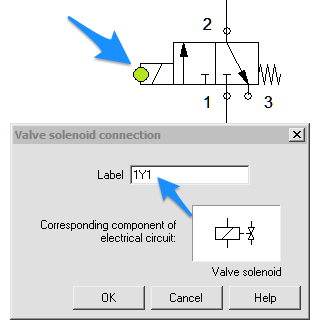 2
1
3
Valve solenoid connection
Label 1Y1
Corresponding component of
electrical circuit:
Valve solenoid
OK Cancel Help